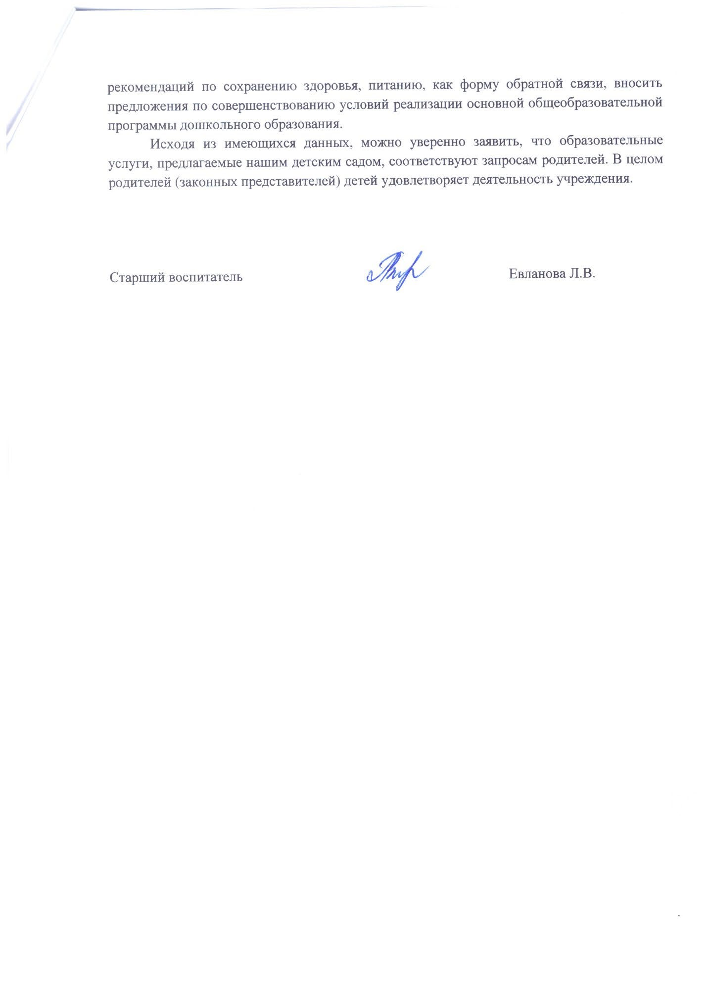 рекомендаций по сохранению здоровья, питанию, как форму обратной связи, вносить
предложения по совершенствованию условий реализации основной общеобразовательной
программы дошкольного образования.
Исходя из имеющихся данных, можно уверенно заявить, что образовательные
услуги, предлагаемые нашим детским садом, соответствуют запросам родителей. В целом
родителей (законных представителей) детей удовлетворяет деятельность учреждения.
Старший воспитатель Евланова Л.В.